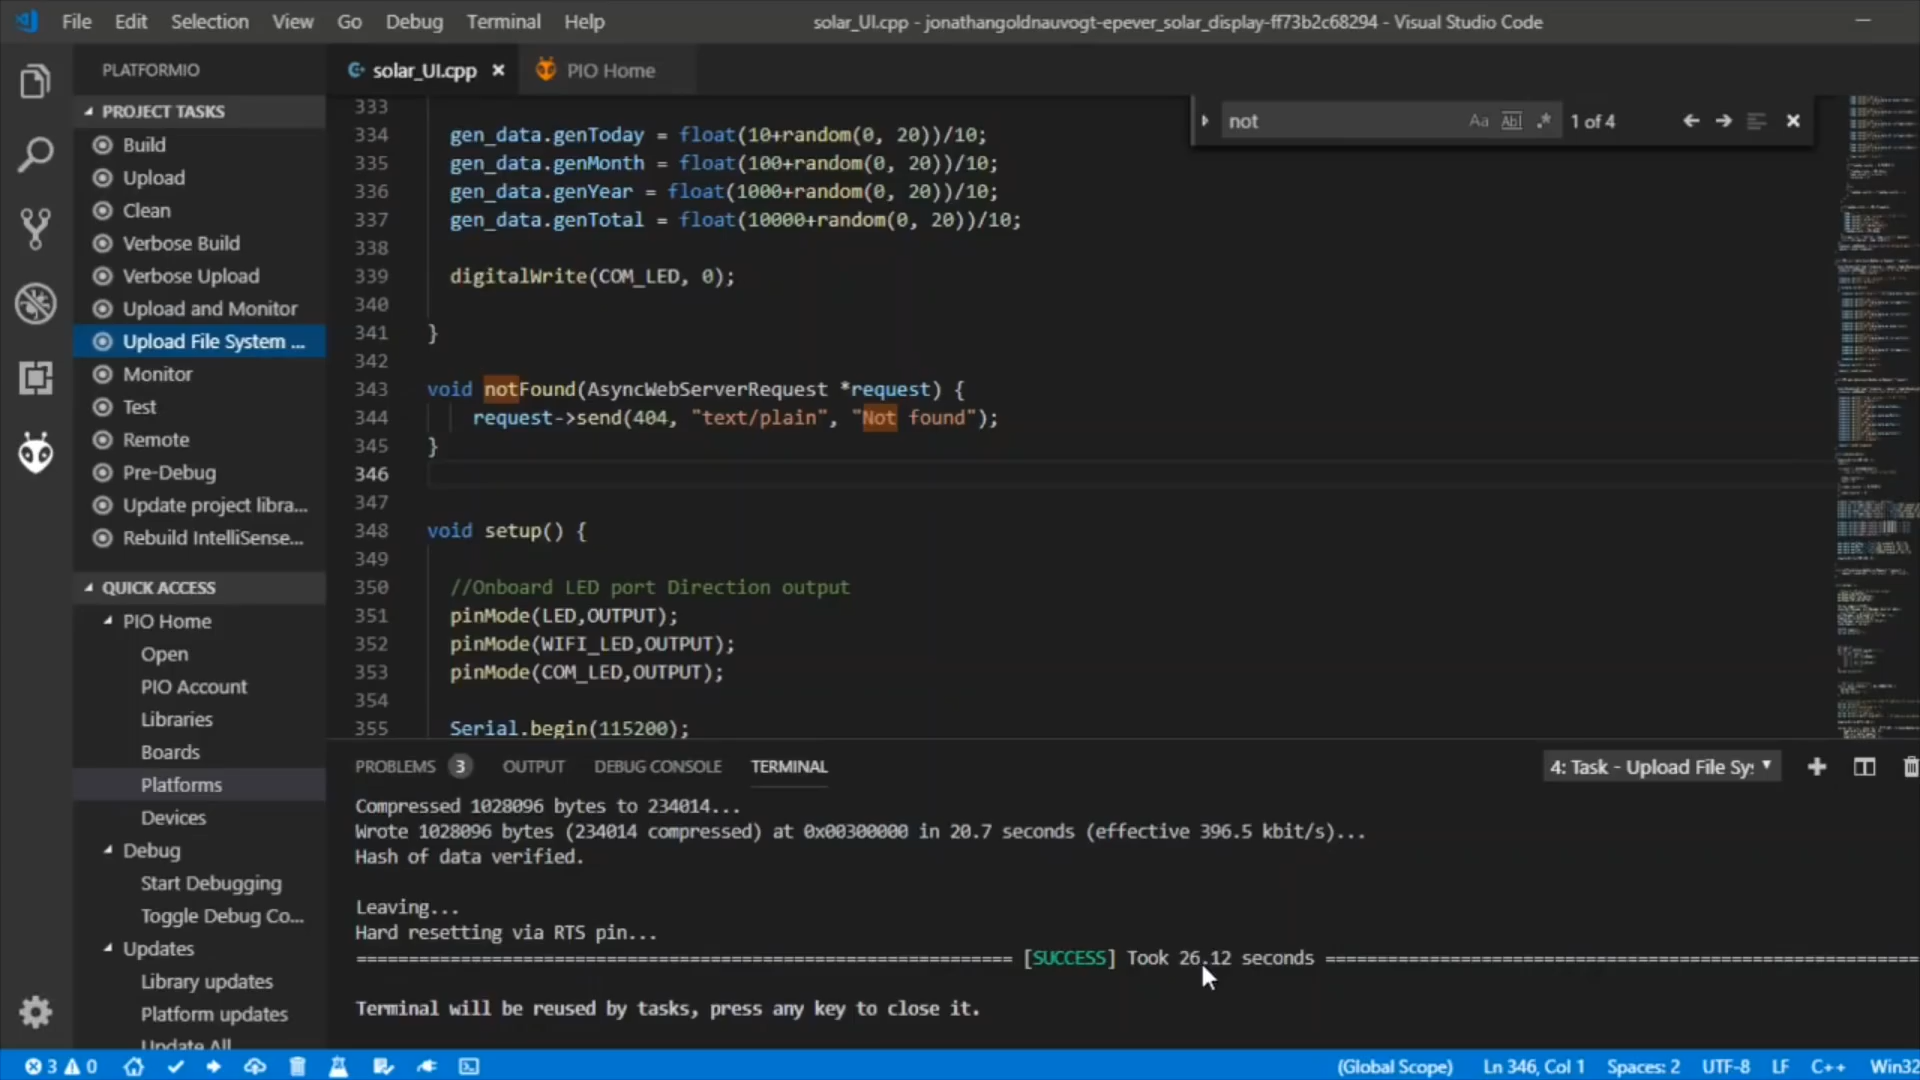 File Edit Selection View Go Debug Terminal Help
solar_UI.cpp - jonathangoldnauvogt-epever_solar_display-ff73b2c68294 - Visual Studio Code
PLATFORMIO
PROJECT TASKS
Build
Upload
Clean
Verbose Build
Verbose Upload
Upload and Monitor
Upload File System ...
Monitor
Test
Remote
Pre-Debug
Update project libra...
Rebuild IntelliSense...
QUICK ACCESS
PIO Home
Open
PIO Account
Libraries
Boards
Platforms
Devices
Debug
Start Debugging
Toggle Debug Co...
Updates
Library updates
Platform updates
Update All
solar_UI.cpp PIO Home
not Aa Abl .* 1 of 4
333
334 gen_data.genToday = float(10+random(0, 20))/10;
335 gen_data.genMonth = float(100+random(0, 20))/10;
336 gen_data.genYear = float(1000+random(0, 20))/10;
337 gen_data.genTotal = float(10000+random(0, 20))/10;
338
339 digitalWrite(COM_LED, 0);
340
341 }
342
343 void notFound(AsyncWebServerRequest *request) {
344 request->send(404, "text/plain", "Not found");
345 }
346
347
348 void setup() {
349
350 //Onboard LED port Direction output
351 pinMode(LED,OUTPUT);
352 pinMode(WIFI_LED,OUTPUT);
353 pinMode(COM_LED,OUTPUT);
354
355 Serial.begin(115200);
PROBLEMS 3 OUTPUT DEBUG CONSOLE TERMINAL
4: Task - Upload File Sy:
Compressed 1028096 bytes to 234014...
Wrote 1028096 bytes (234014 compressed) at 0x00300000 in 20.7 seconds (effective 396.5 kbit/s)...
Hash of data verified.
Leaving...
Hard resetting via RTS pin...
============================================================== [SUCCESS] Took 26.12 seconds ==============================================================
Terminal will be reused by tasks, press any key to close it.
3 0
(Global Scope) Ln 346, Col 1 Spaces: 2 UTF-8 LF C++ Win32